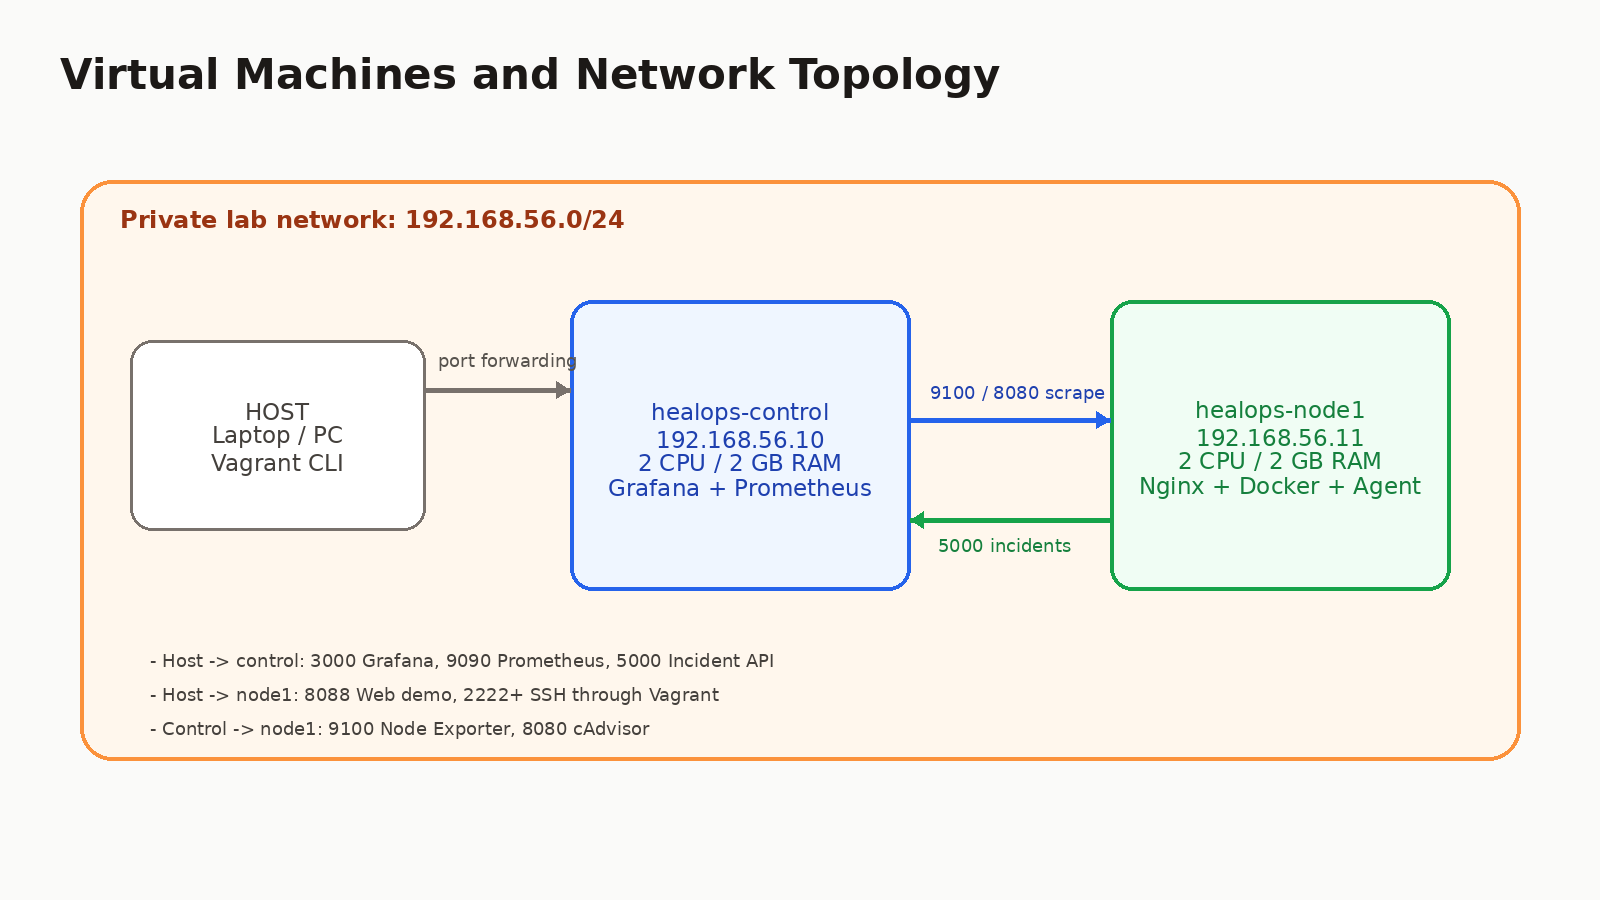 Virtual Machines and Network Topology
Private lab network: 192.168.56.0/24
HOST
Laptop / PC
Vagrant CLI
port forwarding
healops-control
192.168.56.10
2 CPU / 2 GB RAM
Grafana + Prometheus
9100 / 8080 scrape
5000 incidents
healops-node1
192.168.56.11
2 CPU / 2 GB RAM
Nginx + Docker + Agent
- Host -> control: 3000 Grafana, 9090 Prometheus, 5000 Incident API
- Host -> node1: 8088 Web demo, 2222+ SSH through Vagrant
- Control -> node1: 9100 Node Exporter, 8080 cAdvisor